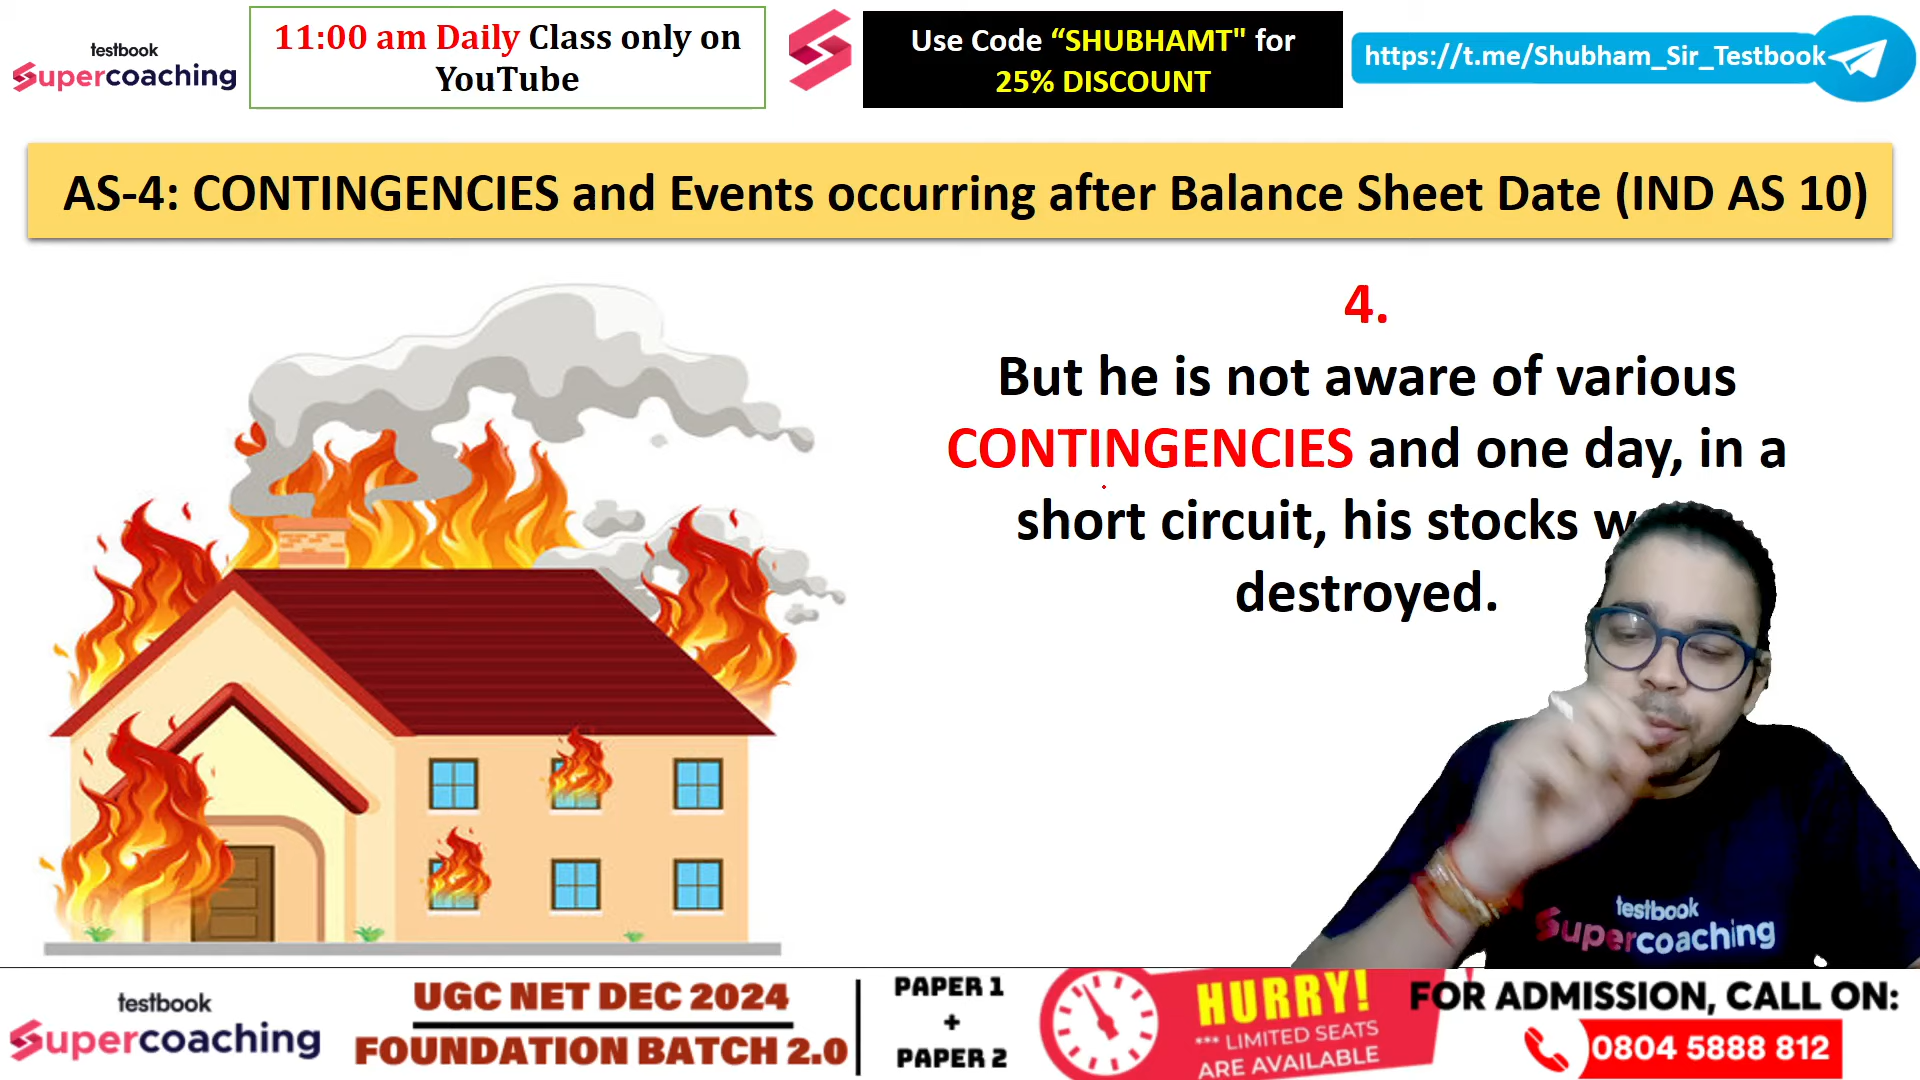 testbook
Supercoaching
11:00 am Daily Class only on
YouTube
Use Code “SHUBHAMT" for
25% DISCOUNT
https://t.me/Shubham_Sir_Testbook
AS-4: CONTINGENCIES and Events occurring after Balance Sheet Date (IND AS 10)
4.
But he is not aware of various
CONTINGENCIES and one day, in a
short circuit, his stocks
destroyed.
testbook
Supercoaching
testbook
Supercoaching
UGC NET DEC 2024
FOUNDATION BATCH 2.0
PAPER 1
+
PAPER 2
HURRY!
*** LIMITED SEATS
ARE AVAILABLE
FOR ADMISSION, CALL ON:
0804 5888 812